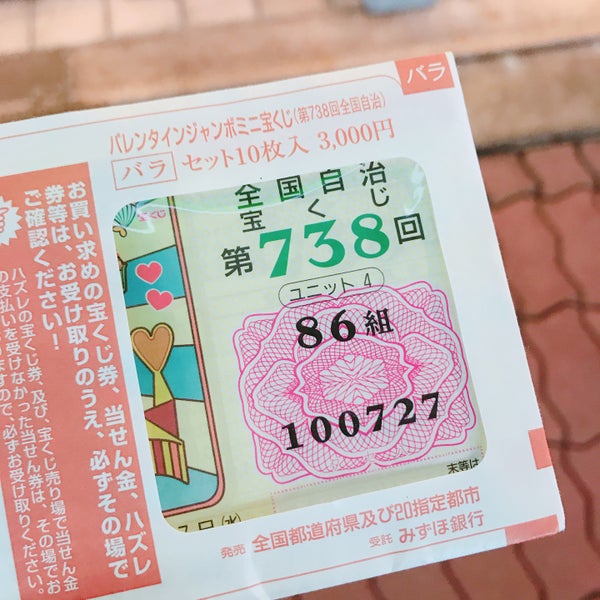 バラ
バレンタインジャンボミニ宝くじ(第738回全国自治)
バラ セット10枚入 3,000円
お買い求めの宝くじ券、当せん金、ハズレ
券等は、お受け取りのうえ、必ずその場で
ご確認ください!
ハズレの宝くじ券、及び、宝くじ売り場で当せん金
の支払いを受けなかった当せん券は、その場でお
りますので、必ずお受け取りください。
宝くじ
全国自治
宝くじ
第738回
ユニット 4
86組
100727
末等は
日(水)
発売 全国都道府県及び20指定都市
受託 みずほ銀行